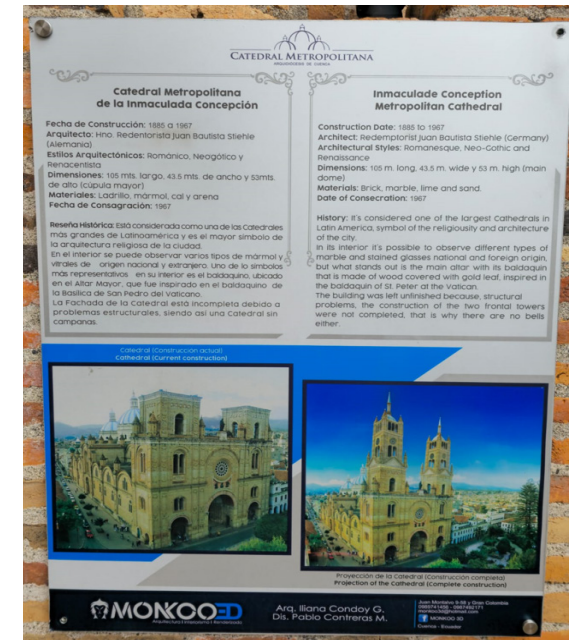 CATEDRAL METROPOLITANA
ARQUIDIÓCESIS DE CUENCA
Catedral Metropolitana
de la Inmaculada Concepción
Fecha de Construcción: 1885 a 1967
Arquitecto: Hno. Redentorista Juan Bautista Stiehle
(Alemania)
Estilos Arquitectónicos: Románico, Neogótico y
Renacentista
Dimensiones: 105 mts. largo, 43.5 mts. de ancho y 53mts.
de alto (cúpula mayor)
Materiales: Ladrillo, mármol, cal y arena
Fecha de Consagración: 1967
Reseña Histórica: Está considerada como una de las Catedrales
más grandes de Latinoamérica y es el mayor símbolo de
la arquitectura religiosa de la ciudad.
En el interior se puede observar varios tipos de mármol y
vitrales de origen nacional y extranjero. Uno de lo símbolos
más representativos en su interior es el baldaquino, ubicado
en el Altar Mayor, que fue inspirado en el baldaquino de
la Basílica de San Pedro del Vaticano.
La Fachada de la Catedral está incompleta debido a
problemas estructurales, siendo así una Catedral sin
campanas.
Inmaculade Conception
Metropolitan Cathedral
Construction Date: 1885 to 1967
Architect: Redemptorist Juan Bautista Stiehle (Germany)
Architectural Styles: Romanesque, Neo-Gothic and
Renaissance
Dimensions: 105 m. long, 43.5 m. wide y 53 m. high (main
dome)
Materials: Brick, marble, lime and sand.
Date of Consecration: 1967
History: It's considered one of the largest Cathedrals in
Latin America, symbol of the religiousity and architecture
of the city.
In its interior it's possible to observe different types of
marble and stained glasses national and foreign origin,
but what stands out is the main altar with its baldaquin
that is made of wood covered with gold leaf, inspired in
the baldaquin of St. Peter at the Vatican.
The building was left unfinished because, structural
problems, the construction of the two frontal towers
were not completed, that is why there are no bells
either.
Catedral (Construcción actual)
Cathedral (Current construction)
Proyección de la Catedral (Construcción completa)
Projection of the Cathedral (Complete construction)
MONKOO3D
Arquitectura Interiorismo & Renderizado
Arq. Iliana Condoy G.
Dis. Pablo Contreras M.
Juan Montalvo 9-58 y Gran Colombia
MONKOO 3D
Cuenca - Ecuador